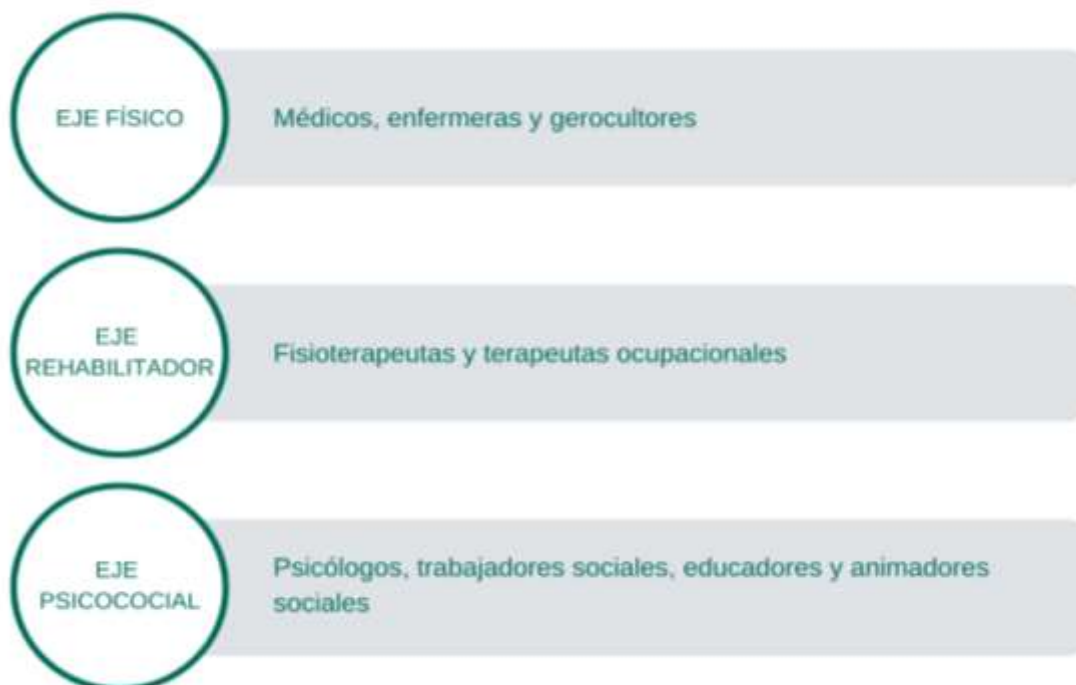 EJE FÍSICO
Médicos, enfermeras y gerocultores
EJE
REHABILITADOR
Fisioterapeutas y terapeutas ocupacionales
EJE
PSICOCOCIAL
Psicólogos, trabajadores sociales, educadores y animadores
sociales